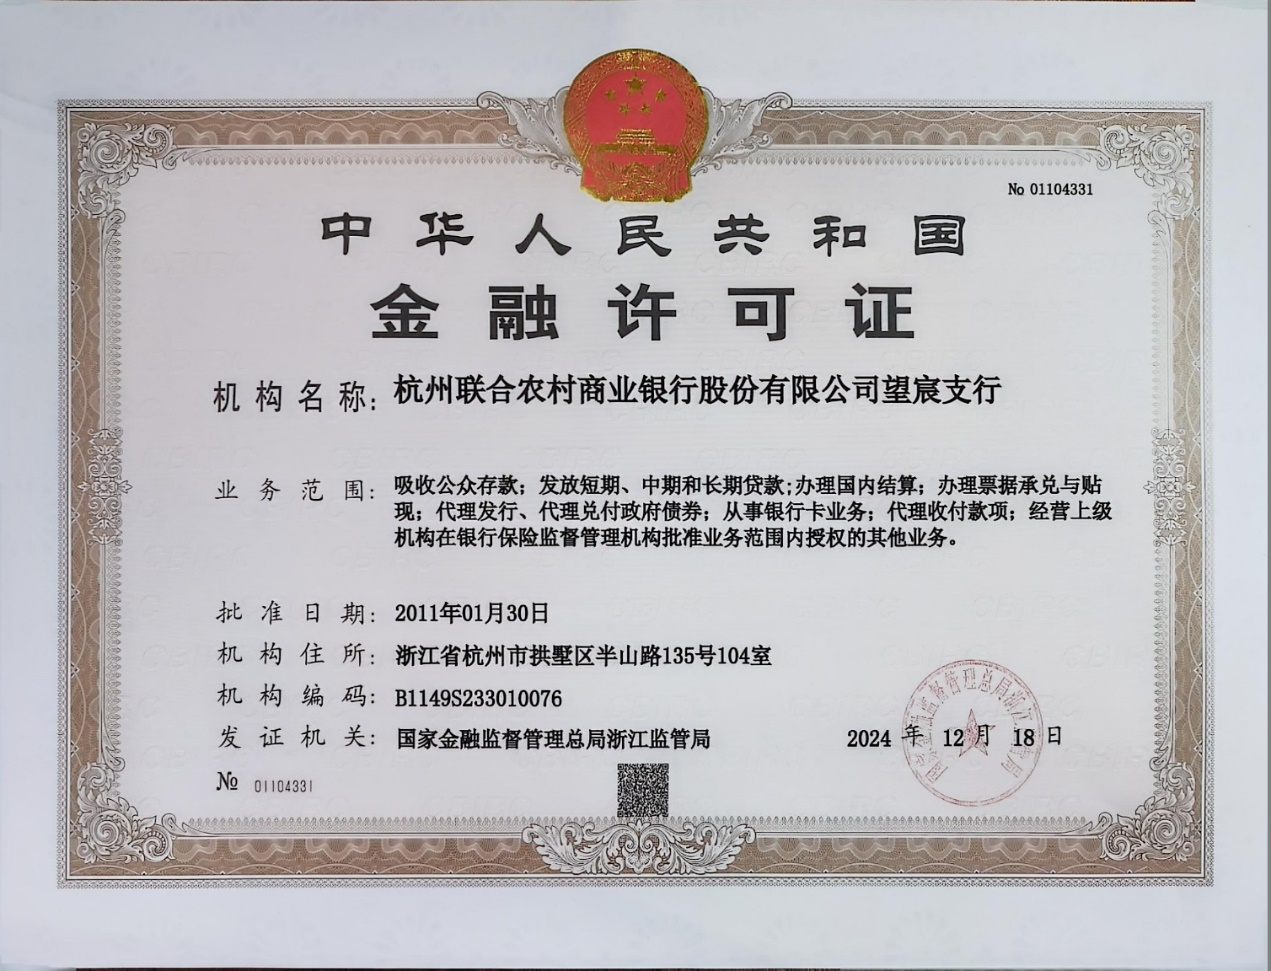 No 01104331
中华人民共和国
金融许可证
机构名称: 杭州联合农村商业银行股份有限公司望宸支行
业务范围: 吸收公众存款；发放短期、中期和长期贷款;办理国内结算；办理票据承兑与贴
现；代理发行、代理兑付政府债券；从事银行卡业务；代理收付款项；经营上级
机构在银行保险监督管理机构批准业务范围内授权的其他业务。
批准日期: 2011年01月30日
机构住所: 浙江省杭州市拱墅区半山路135号104室
机构编码: B1149S233010076
发证机关: 国家金融监督管理总局浙江监管局
2024 年 12 月 18 日
№ 01104331